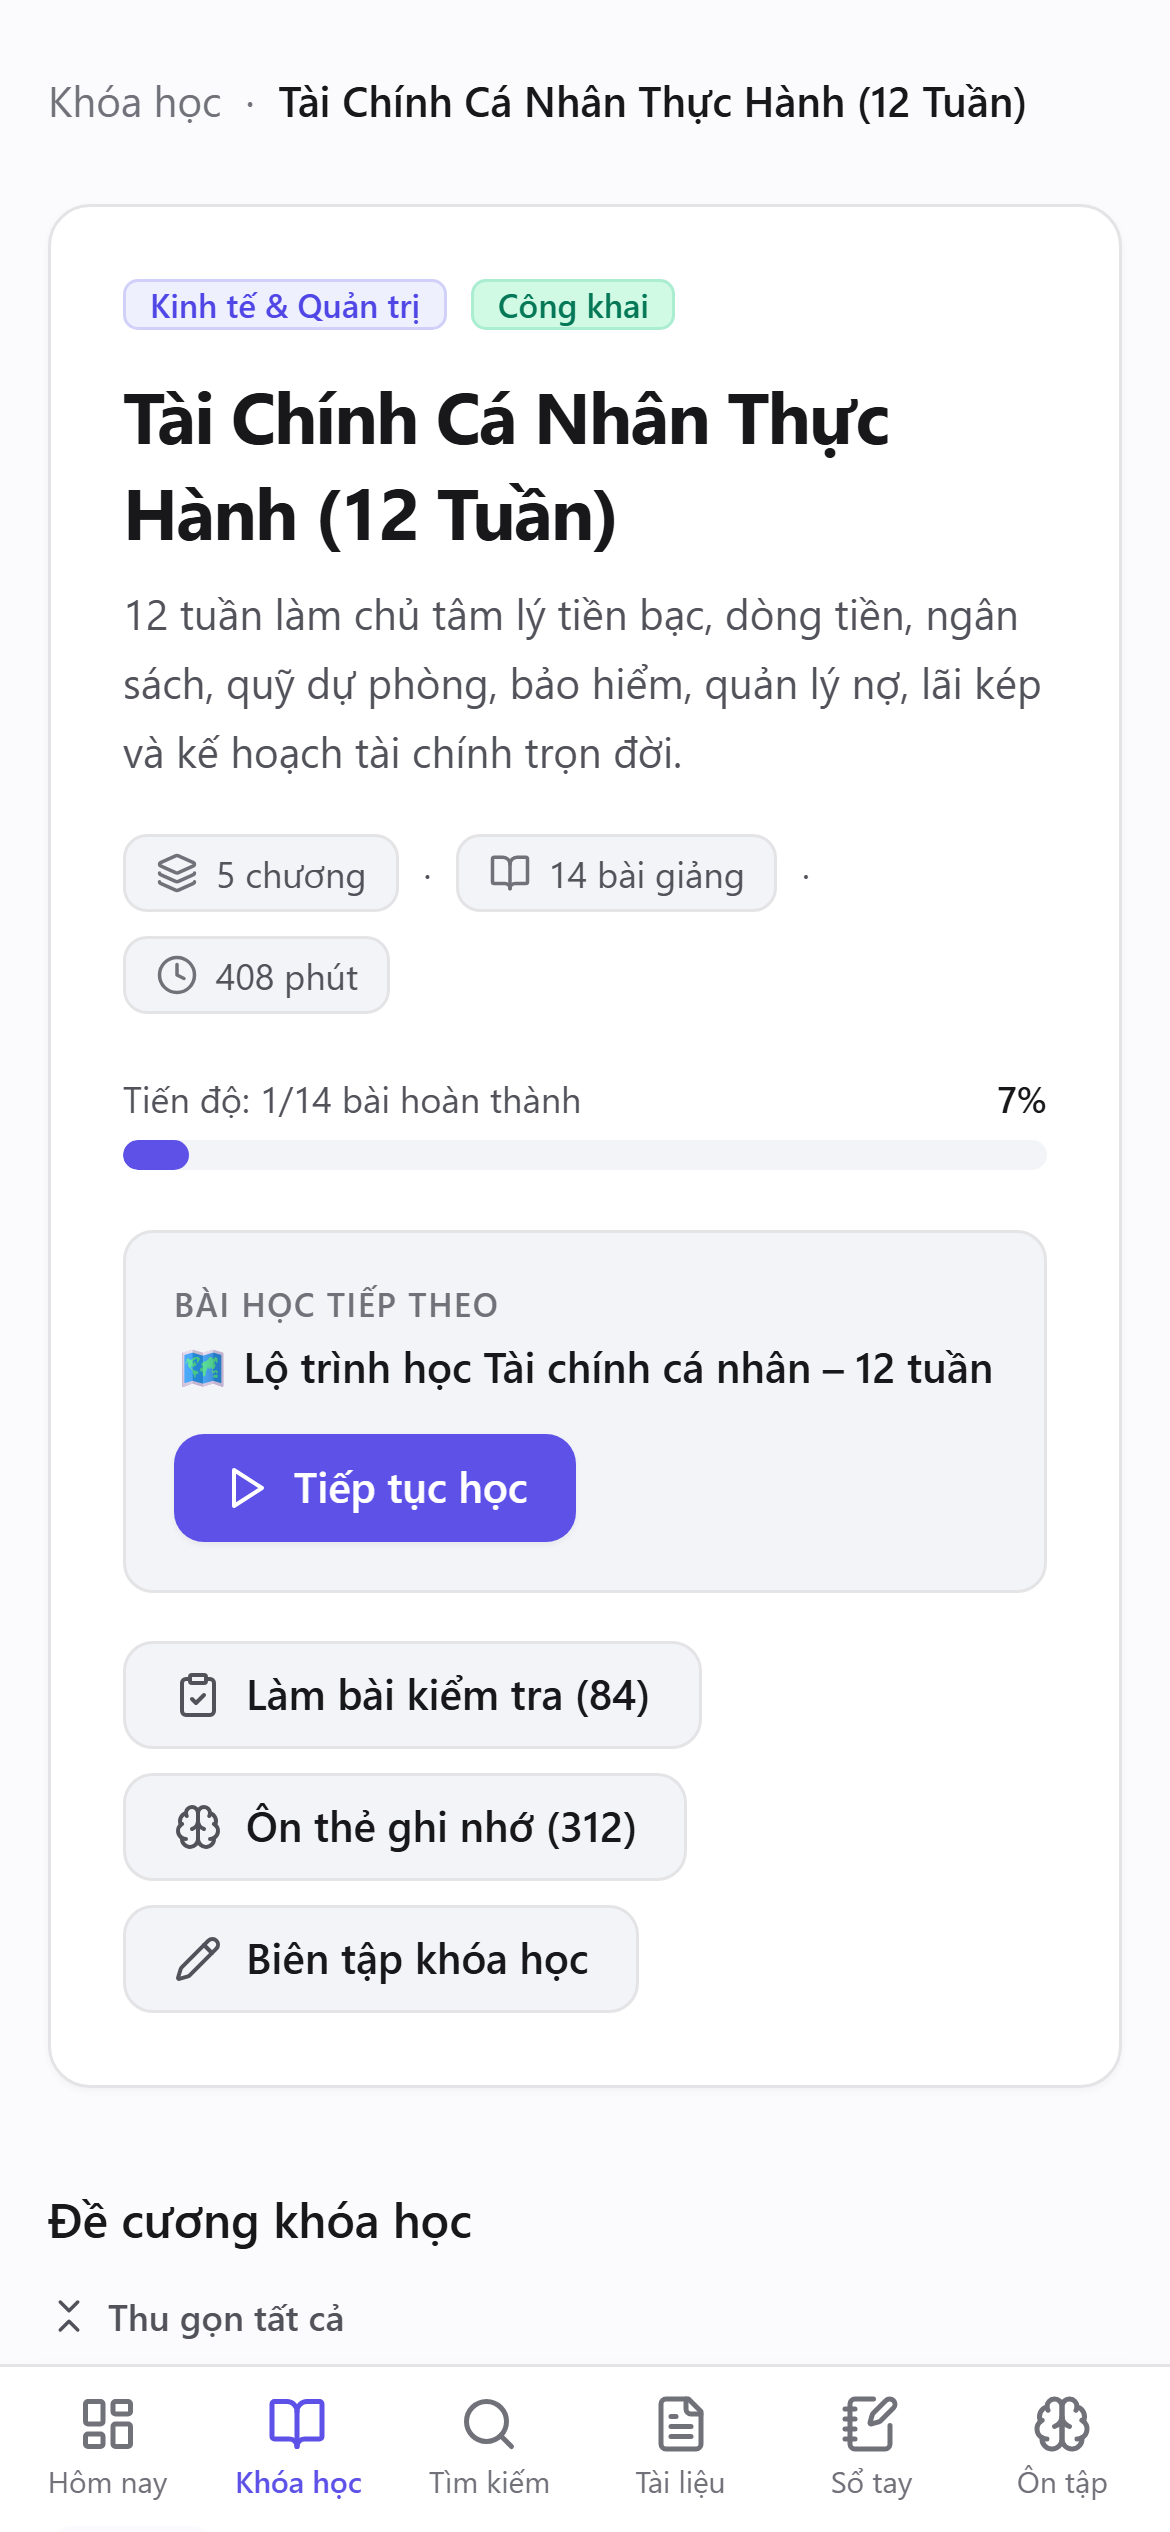 Khóa học · Tài Chính Cá Nhân Thực Hành (12 Tuần)
Kinh tế & Quản trị
Công khai
Tài Chính Cá Nhân Thực
Hành (12 Tuần)
12 tuần làm chủ tâm lý tiền bạc, dòng tiền, ngân
sách, quỹ dự phòng, bảo hiểm, quản lý nợ, lãi kép
và kế hoạch tài chính trọn đời.
5 chương · 14 bài giảng ·
408 phút
Tiến độ: 1/14 bài hoàn thành 7%
BÀI HỌC TIẾP THEO
Lộ trình học Tài chính cá nhân – 12 tuần
Tiếp tục học
Làm bài kiểm tra (84)
Ôn thẻ ghi nhớ (312)
Biên tập khóa học
Đề cương khóa học
Thu gọn tất cả
Hôm nay
Khóa học
Tìm kiếm
Tài liệu
Sổ tay
Ôn tập